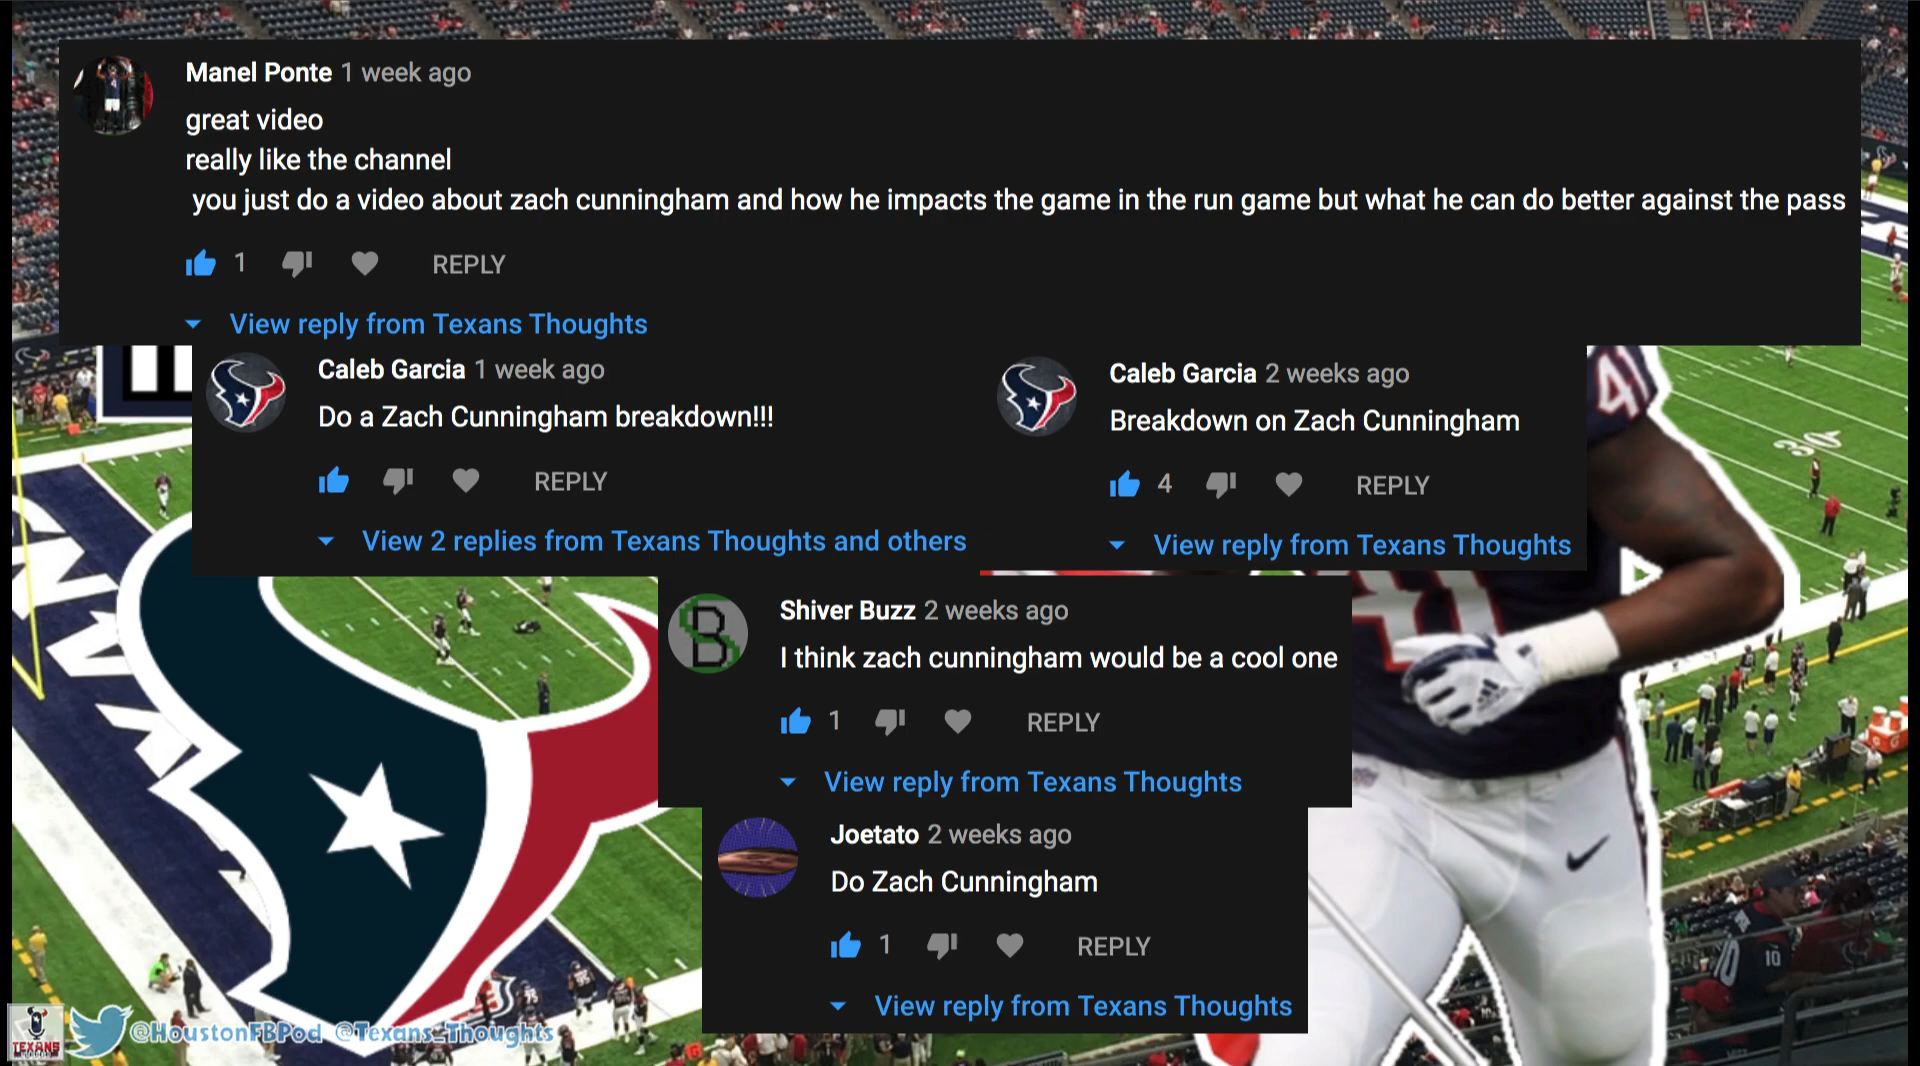 Manel Ponte 1 week ago
great video
really like the channel
you just do a video about zach cunningham and how he impacts the game in the run game but what he can do better against the pass
1 REPLY
View reply from Texans Thoughts
Caleb Garcia 1 week ago
Do a Zach Cunningham breakdown!!!
REPLY
View 2 replies from Texans Thoughts and others
Caleb Garcia 2 weeks ago
Breakdown on Zach Cunningham
4 REPLY
View reply from Texans Thoughts
41
30
Shiver Buzz 2 weeks ago
I think zach cunningham would be a cool one
1 REPLY
View reply from Texans Thoughts
Joetato 2 weeks ago
Do Zach Cunningham
1 REPLY
View reply from Texans Thoughts
10
TEXANS
@HoustonFBPod @Texans_Thoughts